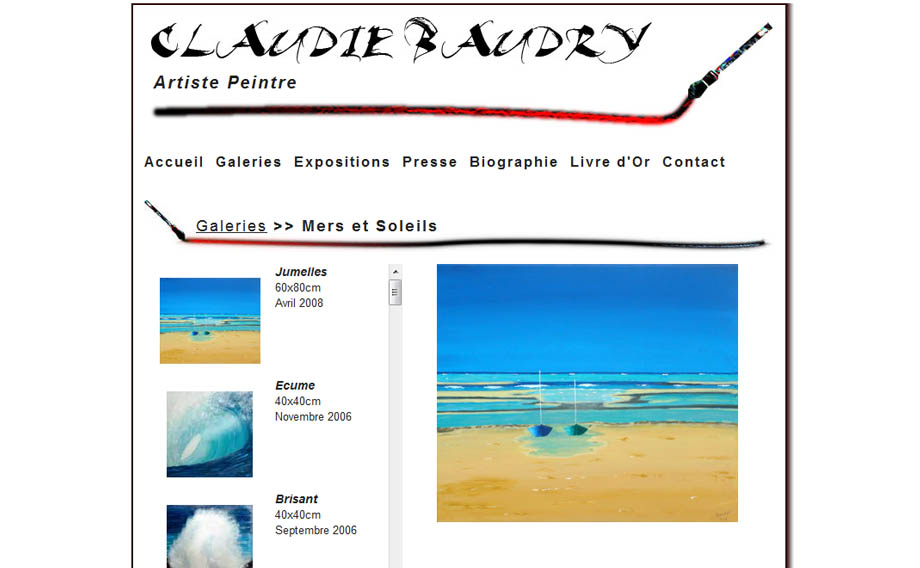 CLAUDIE BAUDRY
Artiste Peintre
Accueil Galeries Expositions Presse Biographie Livre d'Or Contact
Galeries >> Mers et Soleils
Jumelles
60x80cm
Avril 2008
Ecume
40x40cm
Novembre 2006
Brisant
40x40cm
Septembre 2006